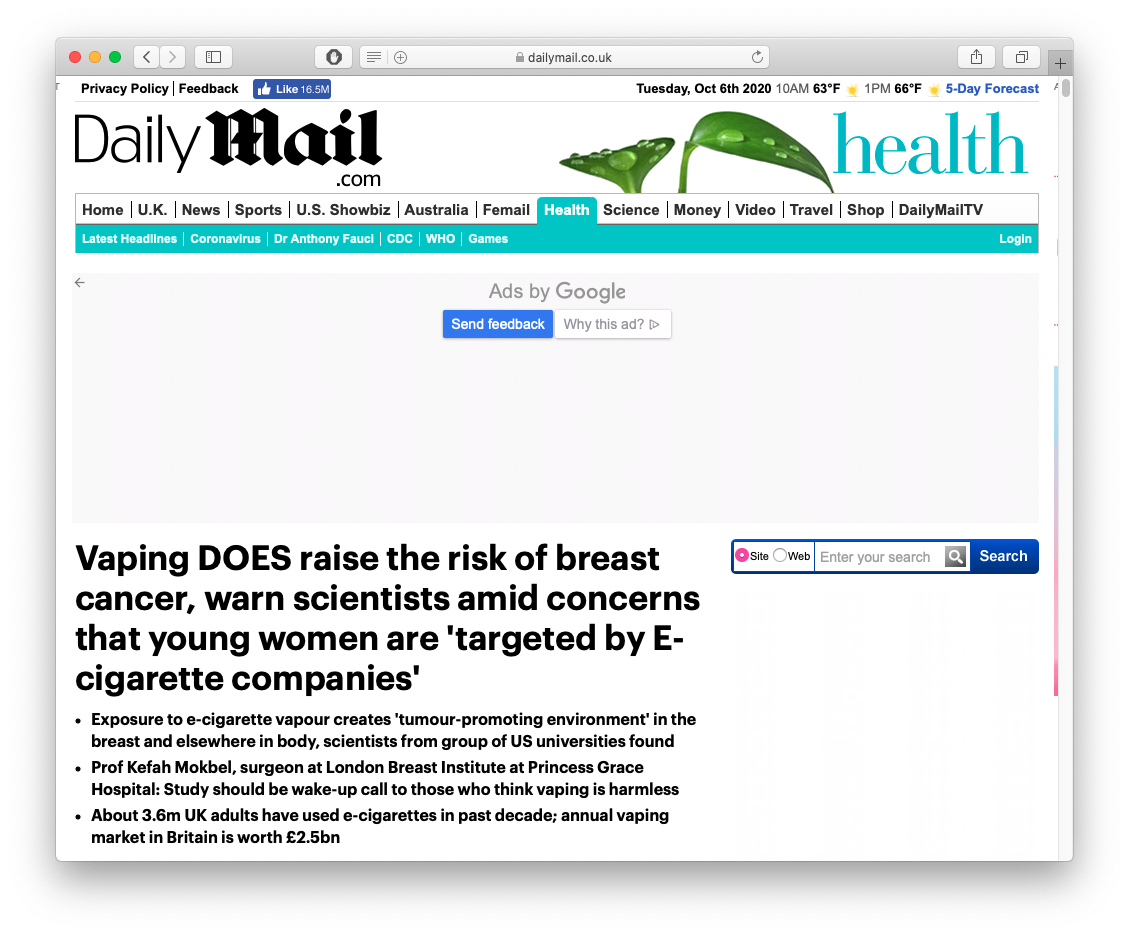 dailymail.co.uk
Privacy Policy Feedback Like 16.5M Tuesday, Oct 6th 2020 10AM 63°F 1PM 66°F 5-Day Forecast
Daily Mail
.com
health
Home U.K. News Sports U.S. Showbiz Australia Femail Health Science Money Video Travel Shop DailyMailTV
Latest Headlines Coronavirus Dr Anthony Fauci CDC WHO Games Login
Ads by Google
Send feedback Why this ad?
Vaping DOES raise the risk of breast
cancer, warn scientists amid concerns
that young women are 'targeted by E-
cigarette companies'
Site Web Enter your search Search
• Exposure to e-cigarette vapour creates 'tumour-promoting environment' in the
breast and elsewhere in body, scientists from group of US universities found
• Prof Kefah Mokbel, surgeon at London Breast Institute at Princess Grace
Hospital: Study should be wake-up call to those who think vaping is harmless
• About 3.6m UK adults have used e-cigarettes in past decade; annual vaping
market in Britain is worth £2.5bn